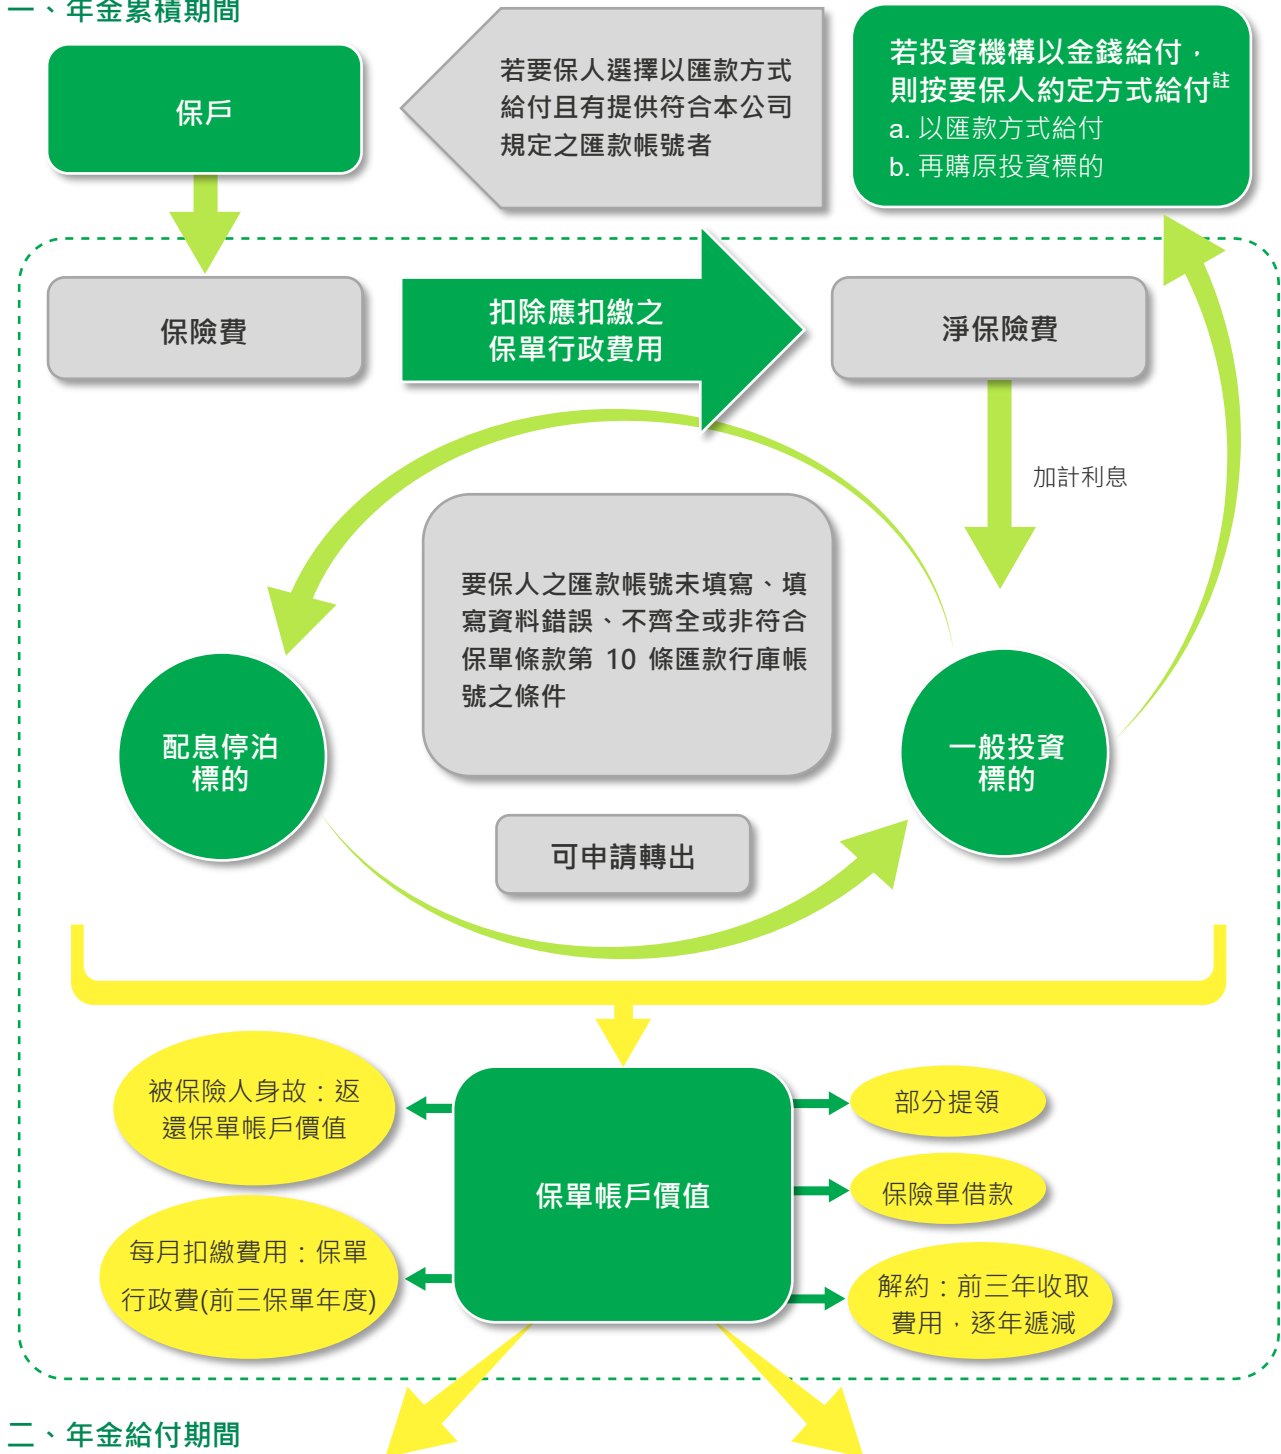 一、年金累積期間
保戶
若要保人選擇以匯款方式
給付且有提供符合本公司
規定之匯款帳號者
若投資機構以金錢給付，
則按要保人約定方式給付註
a. 以匯款方式給付
b. 再購原投資標的
保險費
扣除應扣繳之
保單行政費用
淨保險費
加計利息
要保人之匯款帳號未填寫、填
寫資料錯誤、不齊全或非符合
保單條款第 10 條匯款行庫帳
號之條件
配息停泊
標的
一般投資
標的
可申請轉出
被保險人身故：返
還保單帳戶價值
每月扣繳費用：保單
行政費(前三保單年度)
保單帳戶價值
部分提領
保險單借款
解約：前三年收取
費用，逐年遞減
二、年金給付期間